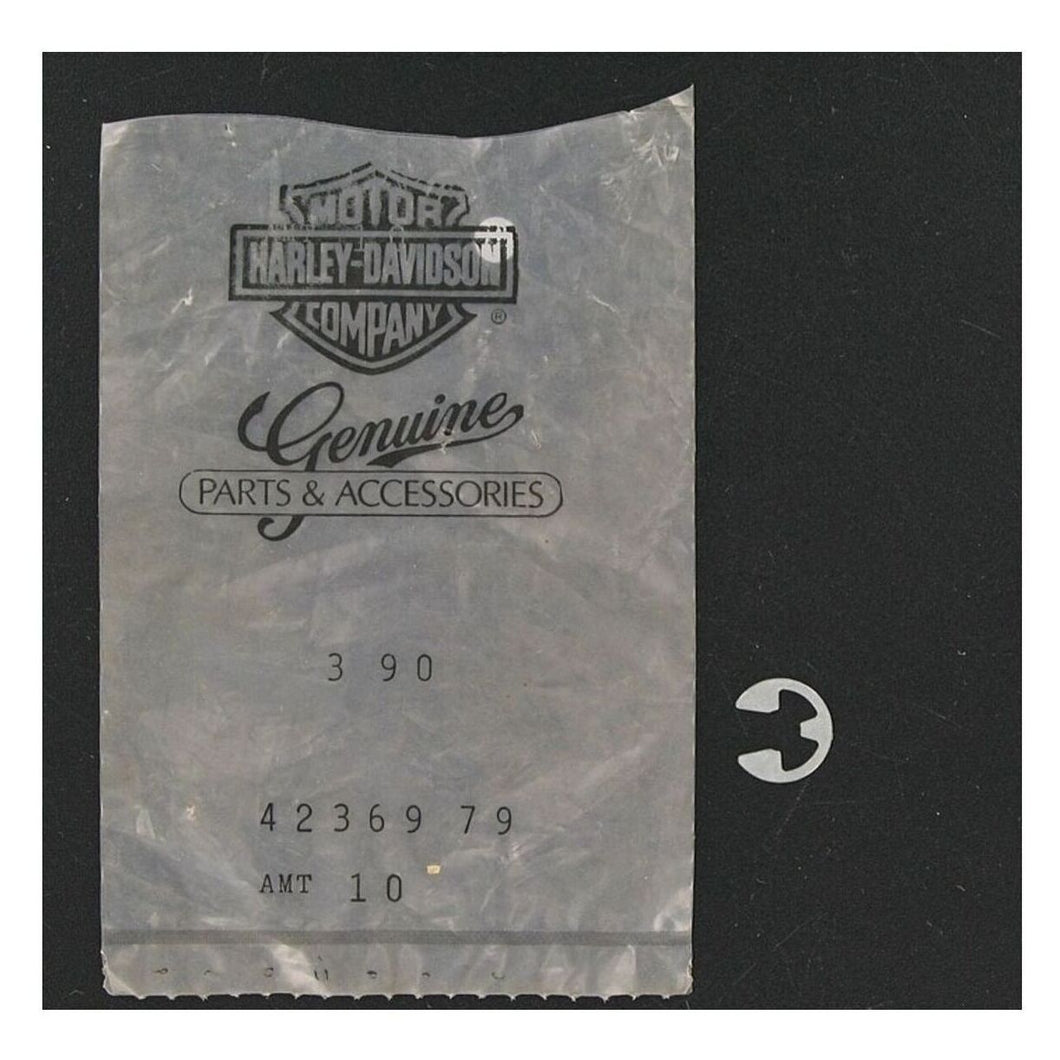 MOTOR
HARLEY-DAVIDSON
COMPANY
®
Genuine
PARTS & ACCESSORIES
3 90
42369 79
AMT 10